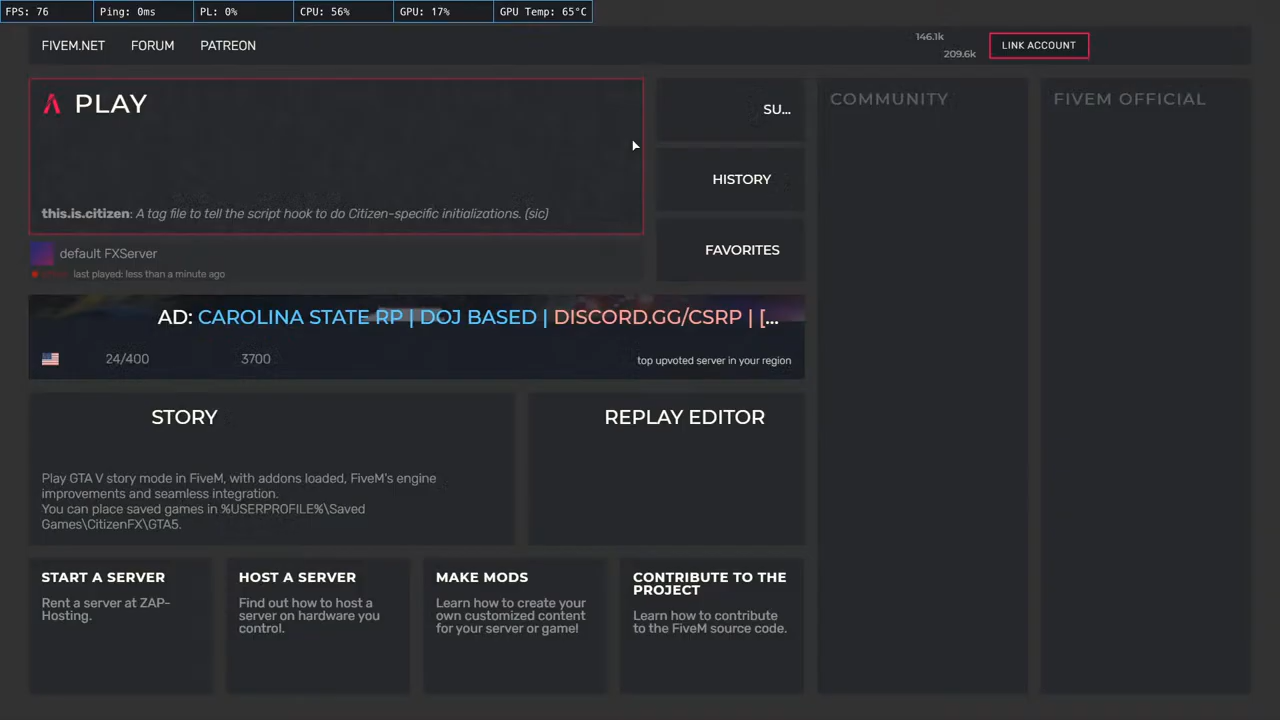 FPS: 76 Ping: 0ms PL: 0% CPU: 56% GPU: 17% GPU Temp: 65°C
FIVEM.NET FORUM PATREON
146.1k
209.6k
LINK ACCOUNT
PLAY
this.is.citizen: A tag file to tell the script hook to do Citizen-specific initializations. (sic)
default FXServer
last played: less than a minute ago
SU...
HISTORY
FAVORITES
AD: CAROLINA STATE RP | DOJ BASED | DISCORD.GG/CSRP | [...
24/400 3700 top upvoted server in your region
STORY
Play GTA V story mode in FiveM, with addons loaded, FiveM's engine
improvements and seamless integration.
You can place saved games in %USERPROFILE%\Saved
Games\CitizenFX\GTA5.
REPLAY EDITOR
START A SERVER
Rent a server at ZAP-
Hosting.
HOST A SERVER
Find out how to host a
server on hardware you
control.
MAKE MODS
Learn how to create your
own customized content
for your server or game!
CONTRIBUTE TO THE
PROJECT
Learn how to contribute
to the FiveM source code.
COMMUNITY
FIVEM OFFICIAL